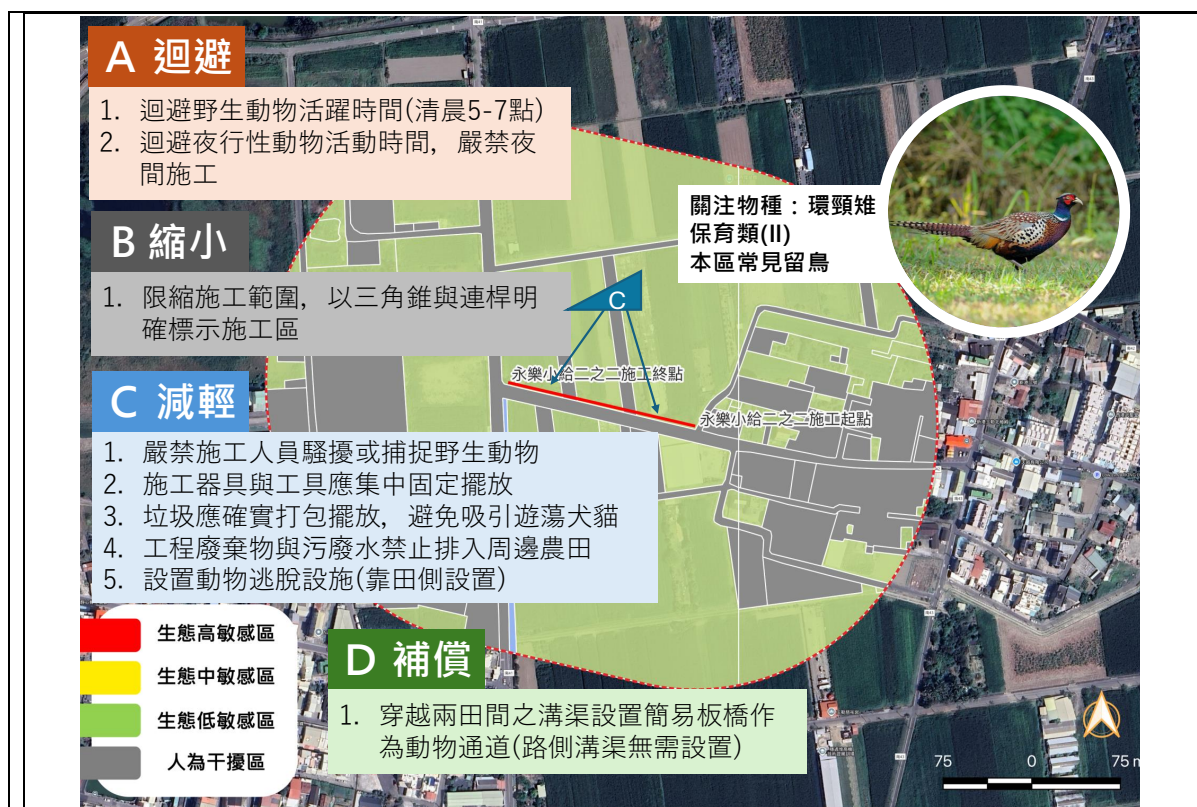 A 迴避
1. 迴避野生動物活躍時間(清晨5-7點)
2. 迴避夜行性動物活動時間，嚴禁夜
間施工
關注物種：環頸雉
保育類(II)
本區常見留鳥
B 縮小
1. 限縮施工範圍，以三角錐與連桿明
確標示施工區
C
永樂小給二之二施工終點
永樂小給二之二施工起點
C 減輕
1. 嚴禁施工人員騷擾或捕捉野生動物
2. 施工器具與工具應集中固定擺放
3. 垃圾應確實打包擺放，避免吸引遊蕩犬貓
4. 工程廢棄物與污廢水禁止排入周邊農田
5. 設置動物逃脫設施(靠田側設置)
生態高敏感區
生態中敏感區
生態低敏感區
人為干擾區
D 補償
1. 穿越兩田間之溝渠設置簡易板橋作
為動物通道(路側溝渠無需設置)
75 0 75 m